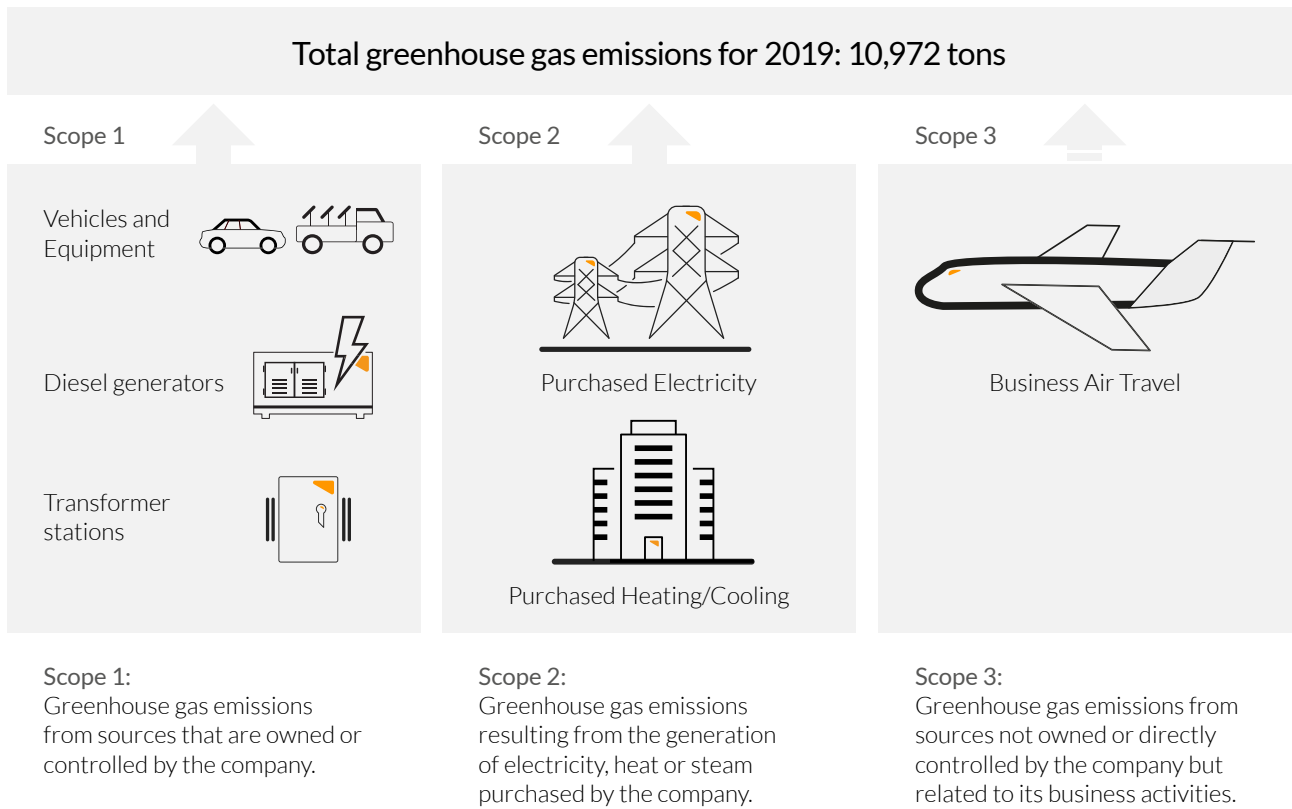 Total greenhouse gas emissions for 2019: 10,972 tons
Scope 1
Vehicles and
Equipment
Diesel generators
Transformer
stations
Scope 2
Purchased Electricity
Purchased Heating/Cooling
Scope 3
Business Air Travel
Scope 1:
Greenhouse gas emissions
from sources that are owned or
controlled by the company.
Scope 2:
Greenhouse gas emissions
resulting from the generation
of electricity, heat or steam
purchased by the company.
Scope 3:
Greenhouse gas emissions from
sources not owned or directly
controlled by the company but
related to its business activities.